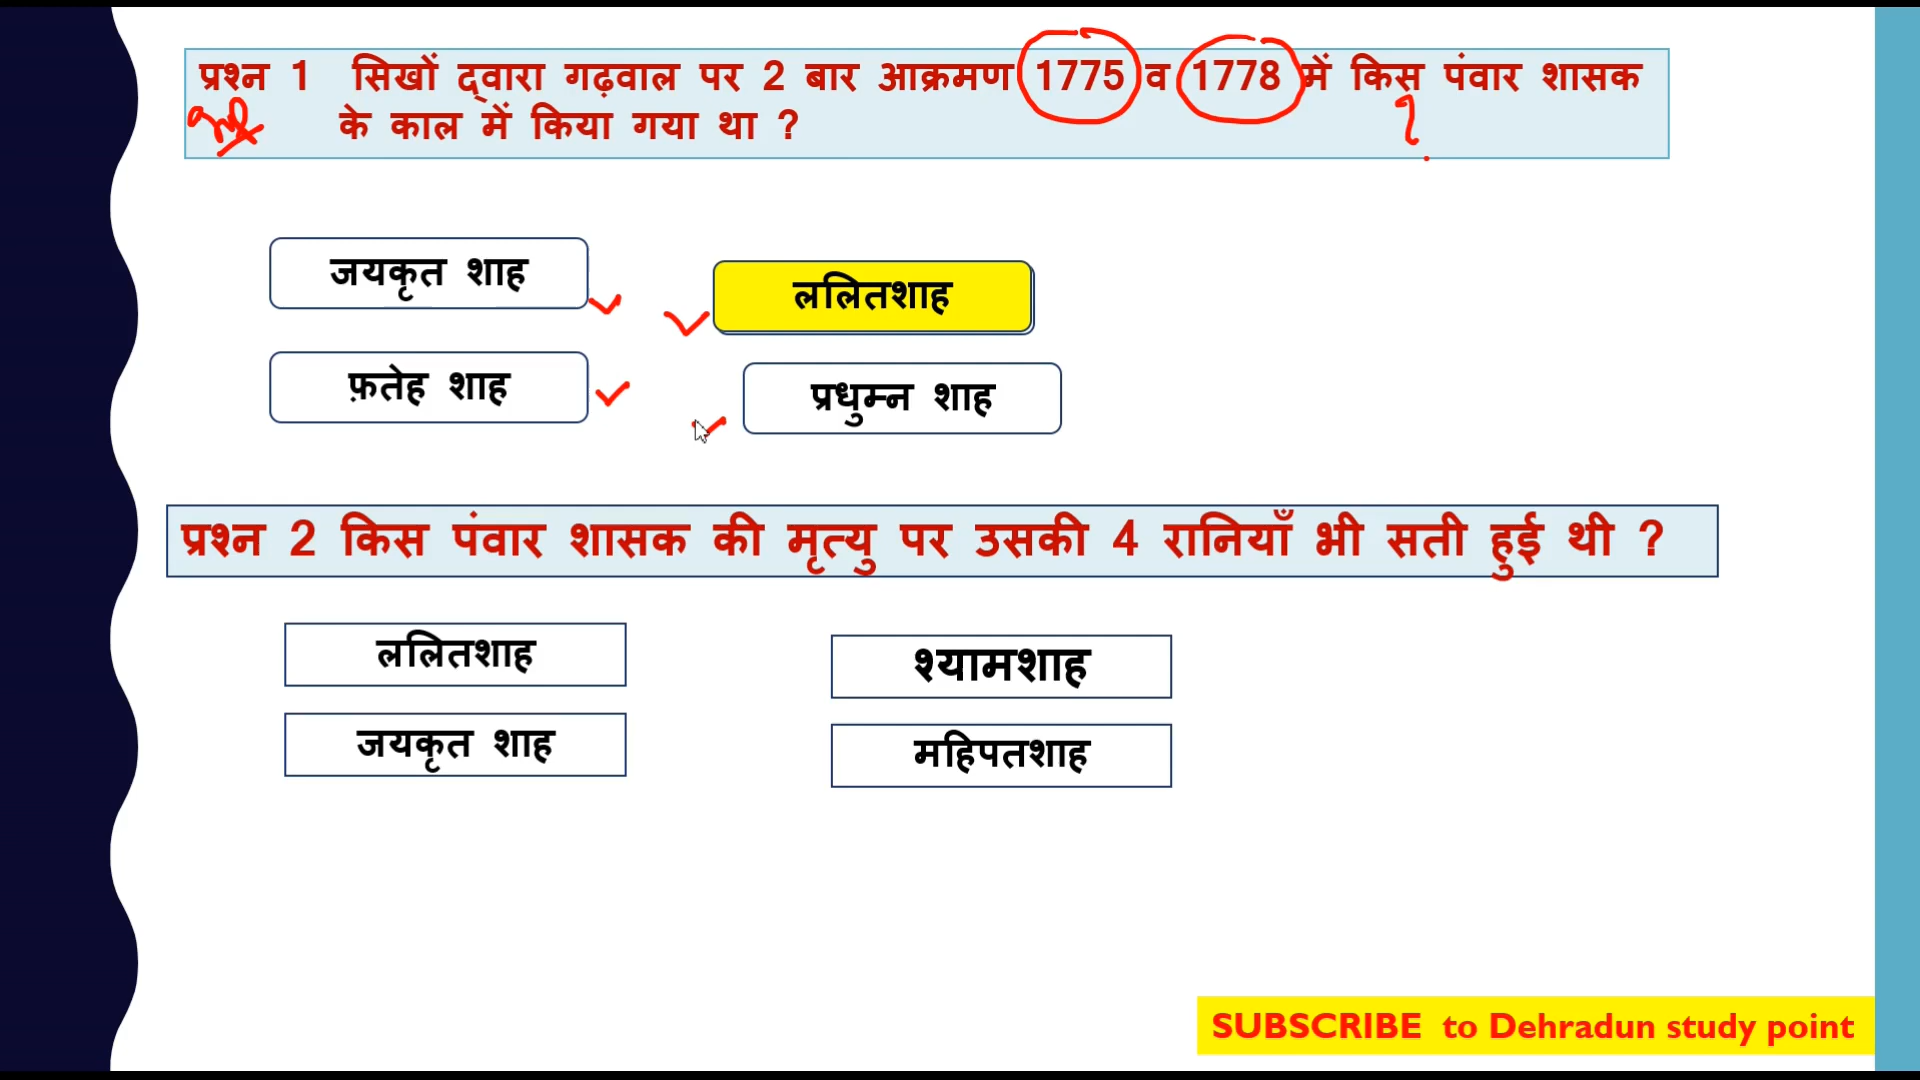 प्रश्न 1 सिखों द्वारा गढ़वाल पर 2 बार आक्रमण 1775 व 1778 में किस पंवार शासक
के काल में किया गया था ?
जयकृत शाह
ललितशाह
फ़तेह शाह
प्रधुम्न शाह
प्रश्न 2 किस पंवार शासक की मृत्यु पर उसकी 4 रानियाँ भी सती हुई थी ?
ललितशाह
श्यामशाह
जयकृत शाह
महिपतशाह
SUBSCRIBE to Dehradun study point